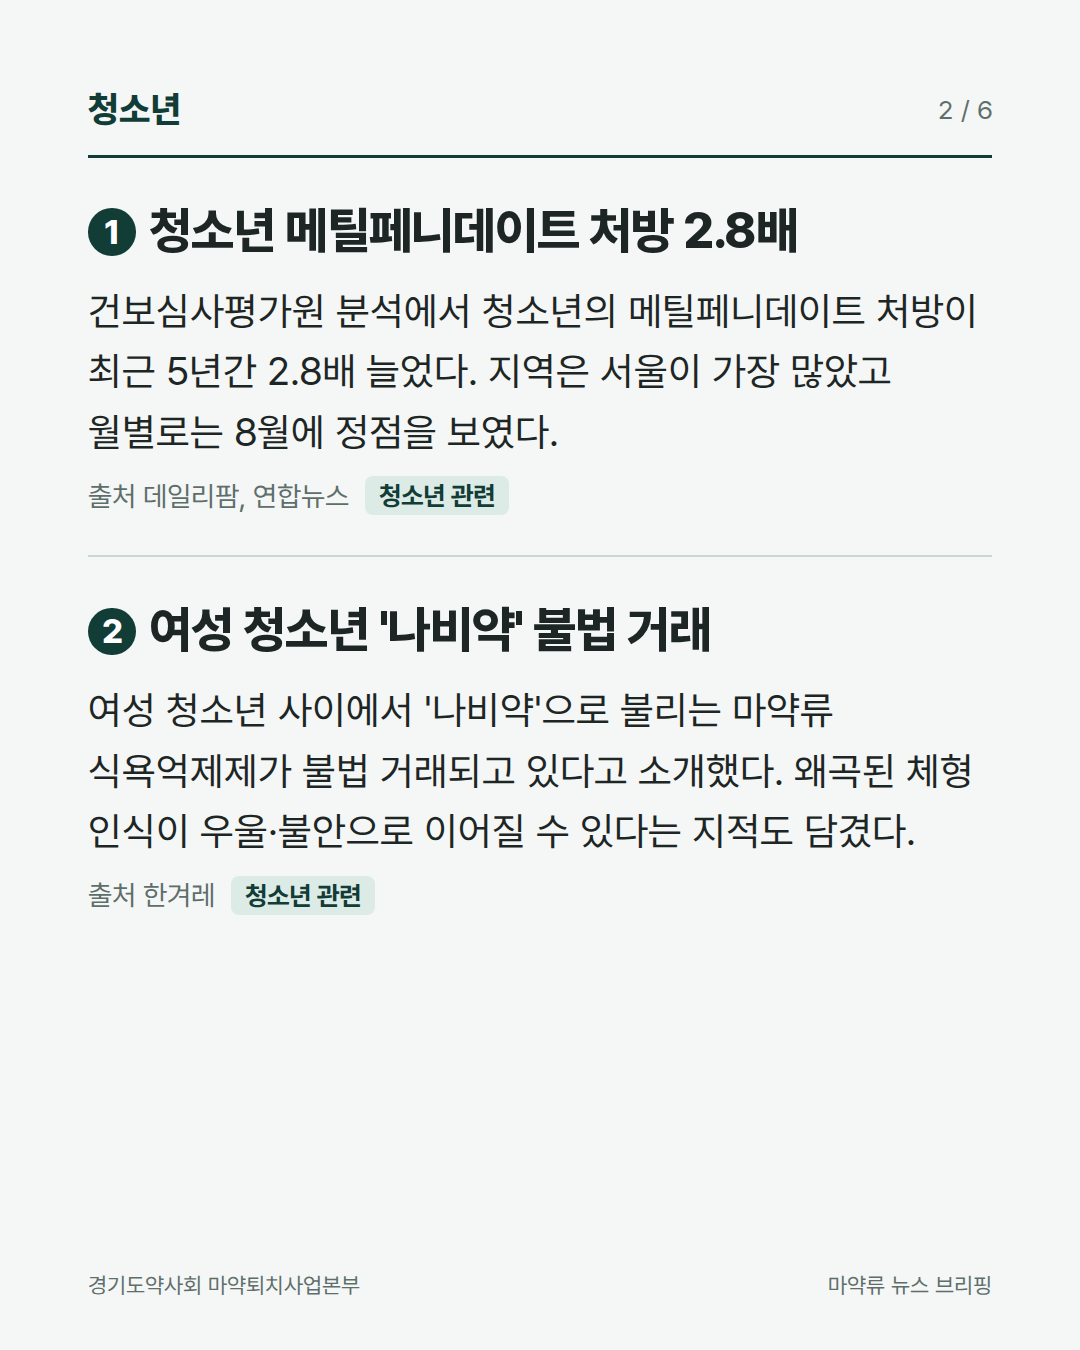 청소년
2 / 6
1 청소년 메틸페니데이트 처방 2.8배
건보심사평가원 분석에서 청소년의 메틸페니데이트 처방이
최근 5년간 2.8배 늘었다. 지역은 서울이 가장 많았고
월별로는 8월에 정점을 보였다.
출처 데일리팜, 연합뉴스 청소년 관련
2 여성 청소년 '나비약' 불법 거래
여성 청소년 사이에서 '나비약'으로 불리는 마약류
식욕억제제가 불법 거래되고 있다고 소개했다. 왜곡된 체형
인식이 우울·불안으로 이어질 수 있다는 지적도 담겼다.
출처 한겨레 청소년 관련
경기도약사회 마약퇴치사업본부
마약류 뉴스 브리핑